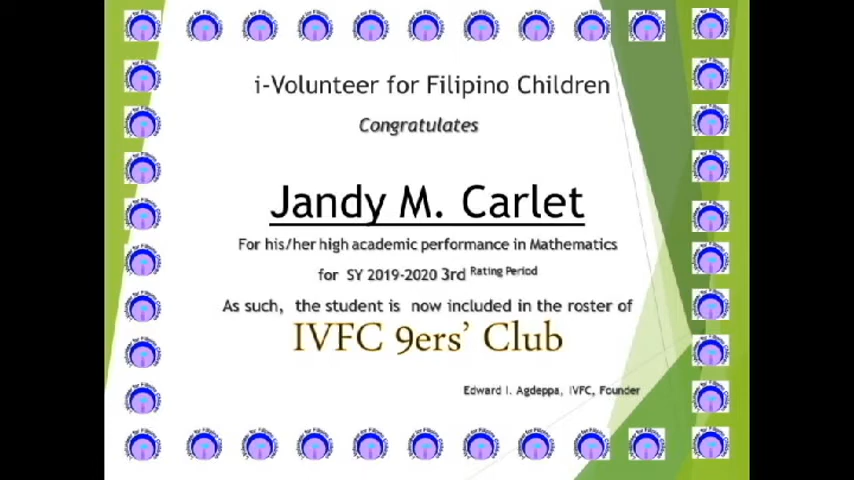 i-Volunteer for Filipino Children
Congratulates
Jandy M. Carlet
For his/her high academic performance in Mathematics
for SY 2019-2020 3rd Rating Period
As such, the student is now included in the roster of
IVFC 9ers' Club
Edward I. Agdeppa, IVFC, Founder